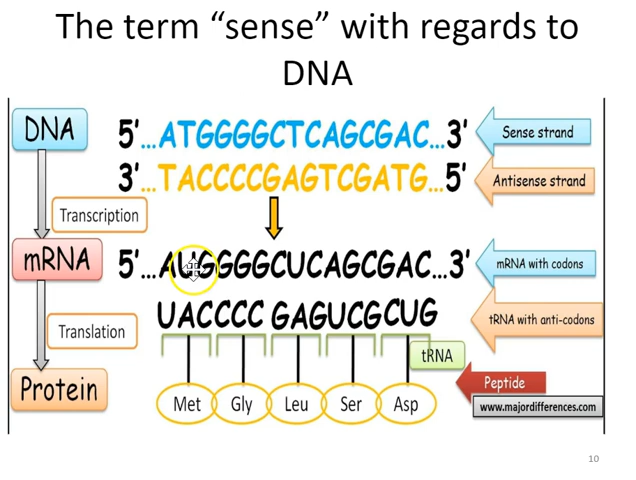 The term “sense” with regards to
DNA
DNA
5’...ATGGGGCTCAGCGAC...3’
Sense strand
3’...TACCCCGAGTCGATG...5’
Antisense strand
Transcription
mRNA
5’...AUGGGGCUCAGCGAC...3’
mRNA with codons
UACCCC GAGUCGCUG
tRNA with anti-codons
Translation
tRNA
Protein
Met Gly Leu Ser Asp
Peptide
www.majordifferences.com
10